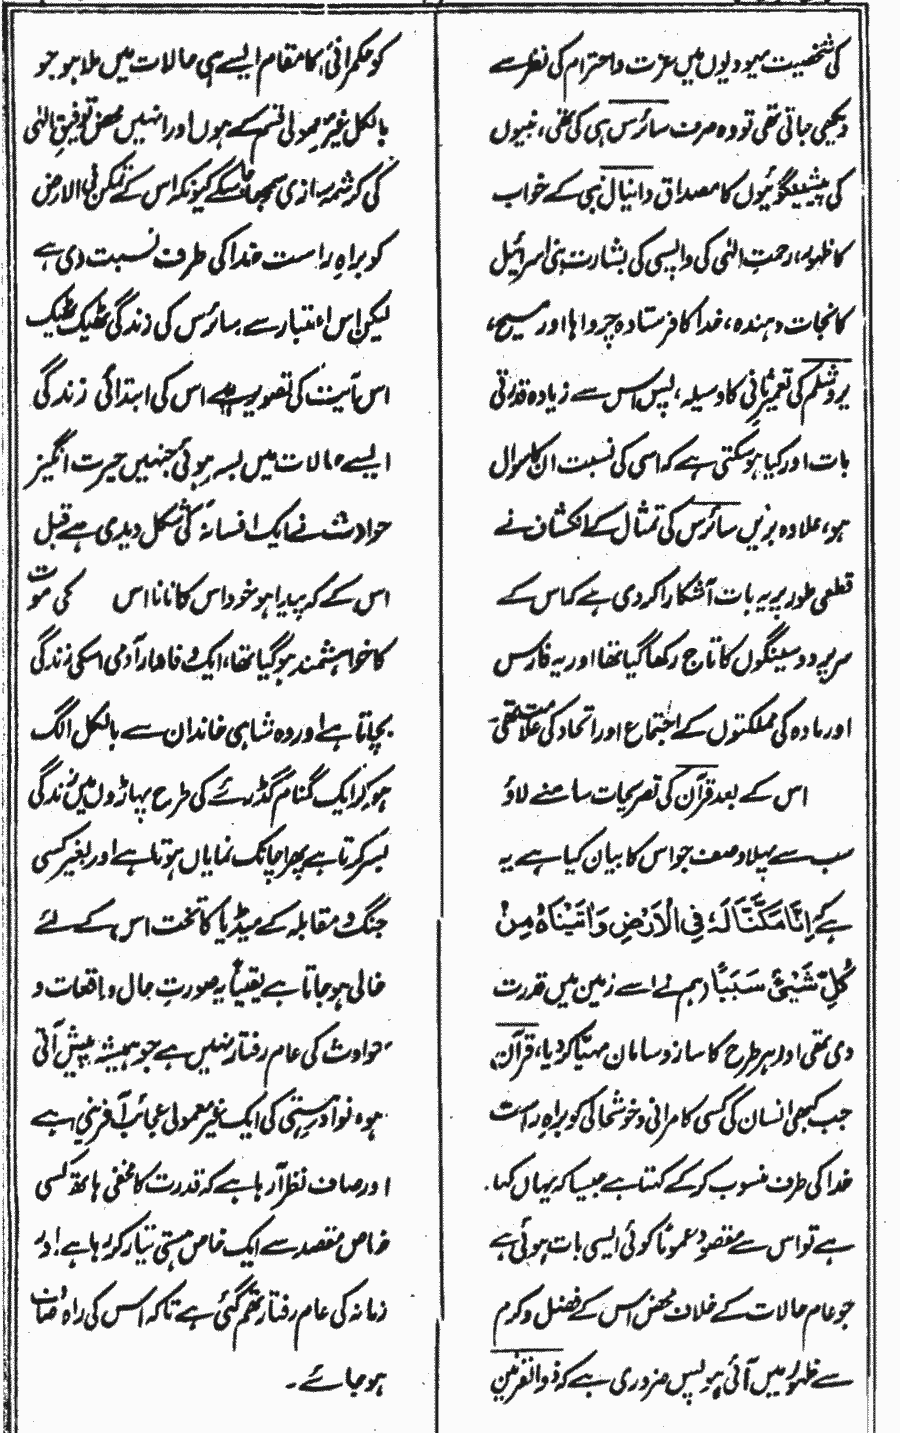 کی شخصیت یہودیوں میں عزت و احترام کی نظر سے
دیکھی جاتی تھی تو وہ صرف سائرس ہی کی تھی، نبیوں
کی پیشینگوئیوں کا مصداق دانیال نبی کے خواب
کا ظہور، رحمتِ الٰہی کی واپسی کی بشارت بنی اسرائیل
کا نجات دہندہ، خدا کا فرستادہ چرواہا اور مسیح،
یروشلم کی تعمیرِ ثانی کا وسیلہ، پس اس سے زیادہ قدرتی
بات اور کیا ہوسکتی ہے کہ اسی کی نسبت ان کا سوال
ہو، علاوہ بریں سائرس کی تمثال کے انکشاف نے
قطعی طور پر یہ بات آشکارا کردی ہے کہ اس کے
سر پر دو سینگوں کا تاج رکھا گیا تھا اور یہ فارس
اور مادہ کی مملکتوں کے اجتماع اور اتحاد کی علامت تھی
اس کے بعد قرآن کی تصریحات سامنے لاؤ
سب سے پہلا وصف جو اس کا بیان کیا ہے یہ
ہے اِنَّا مَكَّنَّا لَهٗ فِی الْاَرْضِ وَاٰتَیْنَاهُ مِنْ
كُلِّ شَیْئٍ سَبَبًا (ہم نے اسے زمین میں قدرت
دی تھی اور ہر طرح کا ساز و سامان مہیّا کر دیا، قرآن
جب کبھی انسان کی کسی کامرانی و خوشحالی کو براہِ راست
خدا کی طرف منسوب کر کے کہتا ہے جیسا کہ یہاں کہا
ہے تو اس سے مقصود عموماً کوئی ایسی بات ہوئی ہے
جو عام حالات کے خلاف محض اس کے فضل و کرم
سے ظہور میں آئی ہو پس ضروری ہے کہ ذوالقرنین
کو حکمرانی کا مقام ایسے ہی حالات میں ملا ہو جو
بالکل غیر معمولی قسم کے ہوں اور انہیں محض توفیقِ الٰہی
کی کرشمہ سازی سمجھا جاسکے کیونکہ اس کے تمکن فی الارض
کو براہِ راست خدا کی طرف نسبت دی ہے
لیکن اس اعتبار سے سائرس کی زندگی ٹھیک ٹھیک
اس آیت کی تصویر ہے اس کی ابتدائی زندگی
ایسے حالات میں بسر ہوئی جنہیں حیرت انگیز
حوادث نے ایک افسانہ کی شکل دیدی ہے قبل
اس کے کہ پیدا ہو خود اس کا نانا اس کی موت
کا خواہشمند ہوگیا تھا، ایک وفادار آدمی اسکی زندگی
بچاتا ہے اور وہ شاہی خاندان سے بالکل الگ
ہو کر ایک گمنام گڈرئے کی طرح پہاڑوں میں زندگی
بسر کرتا ہے پھر اچانک نمایاں ہوتا ہے اور بغیر کسی
جنگ و مقابلہ کے میڈیا کا تخت اس کے لئے
خالی ہو جاتا ہے یقیناً یہ صورتِ حال واقعات و
حوادث کی عام رفتار نہیں ہے جو ہمیشہ پیش آتی
ہو، نوادرِ ہستی کی ایک غیر معمولی عجائب آفرینی ہے
اور صاف نظر آرہا ہے کہ قدرت کا مخفی ہاتھ کسی
خاص مقصد سے ایک خاص ہستی تیار کر رہا ہے اور
زمانہ کی عام رفتار تھم گئی ہے تاکہ اس کی راہ صاف
ہو جائے۔